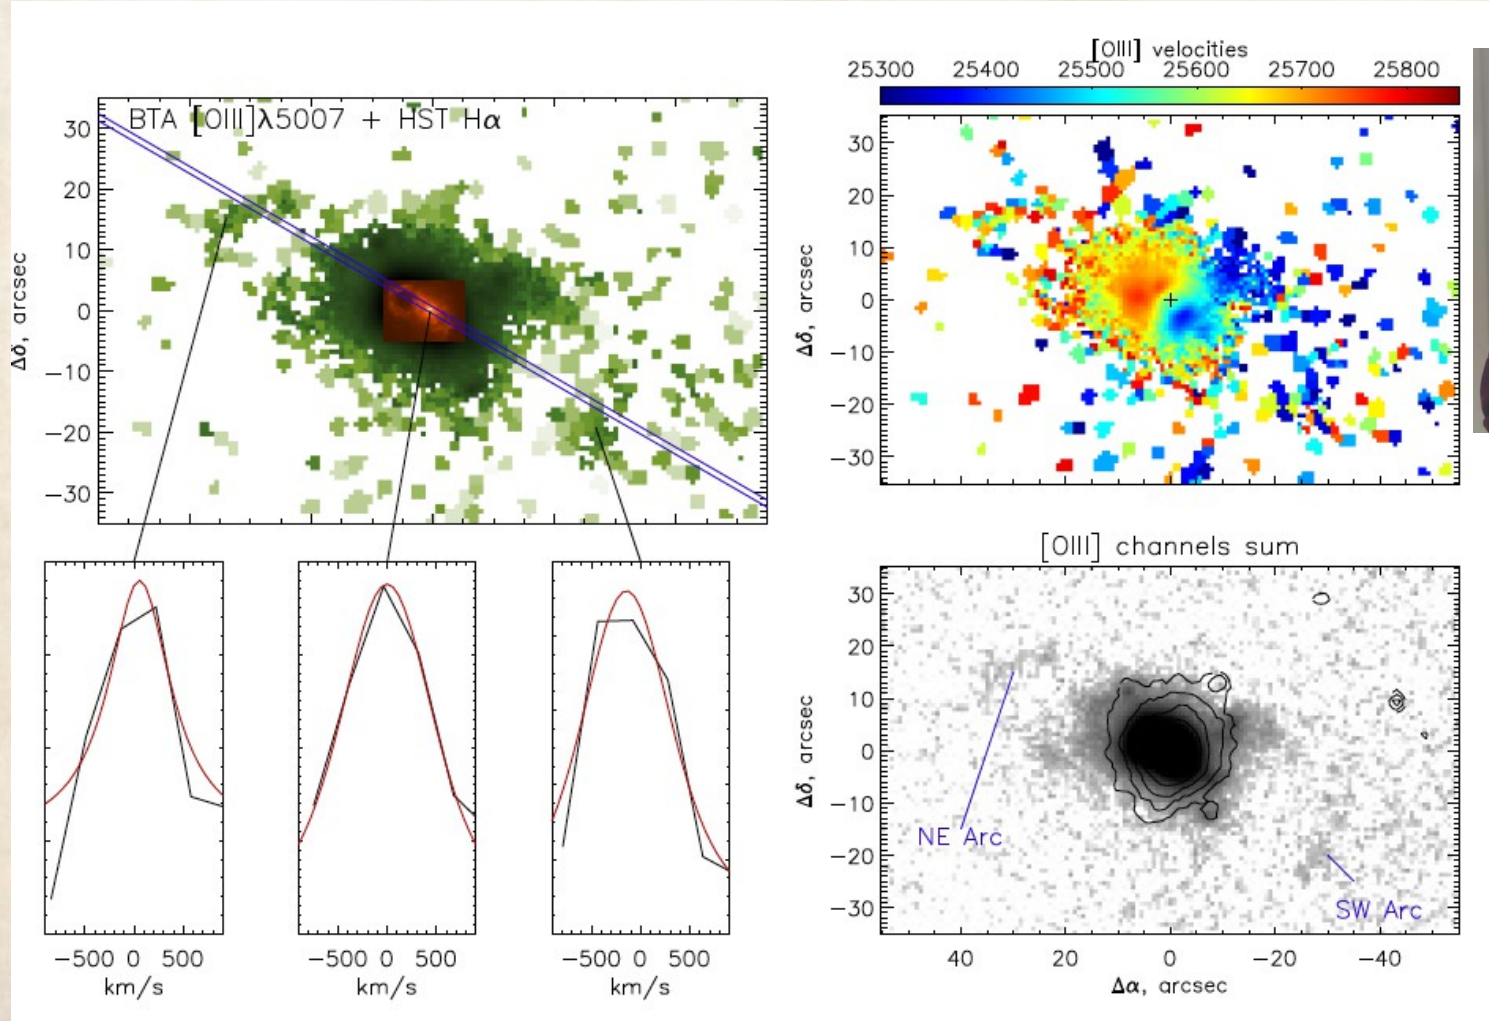 BTA [OIII]λ5007 + HST Hα
30
20
10
0
−10
−20
−30
Δδ, arcsec
−500 0 500
km/s
−500 0 500
km/s
−500 0 500
km/s
[OIII] velocities
25300 25400 25500 25600 25700 25800
30
20
10
0
−10
−20
−30
Δδ, arcsec
[OIII] channels sum
30
20
10
0
−10
−20
−30
Δδ, arcsec
NE Arc
SW Arc
40 20 0 −20 −40
Δα, arcsec